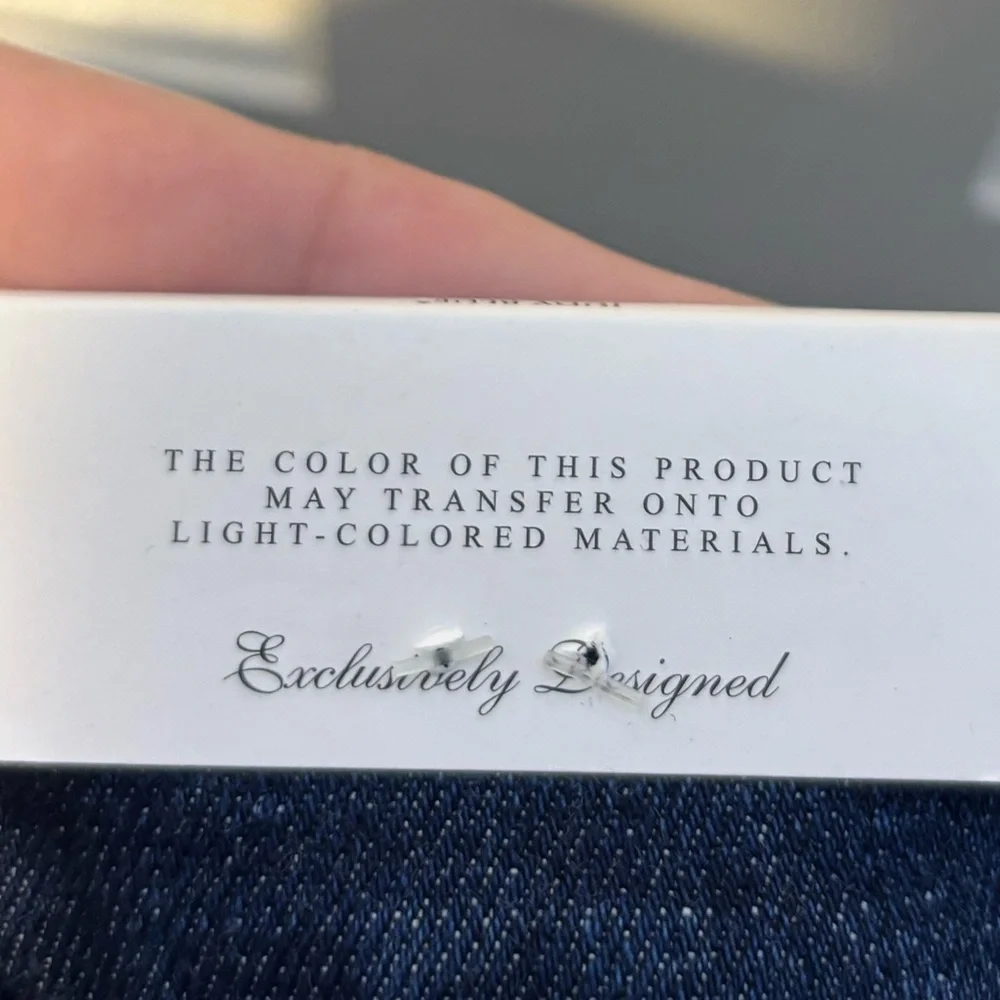 THE COLOR OF THIS PRODUCT
MAY TRANSFER ONTO
LIGHT-COLORED MATERIALS.
Exclusively Designed